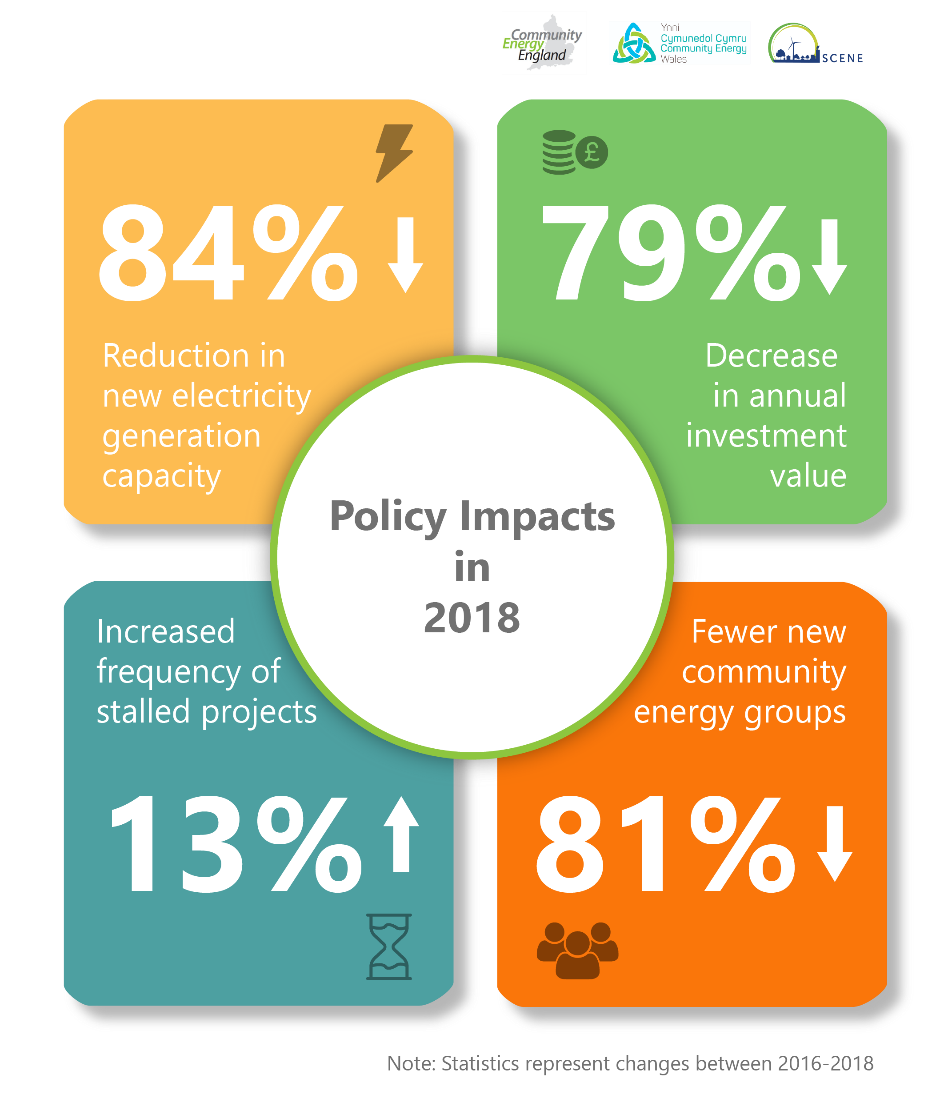 Community
Energy
England
Ynni
Cymunedol Cymru
Community Energy
Wales
SCENE
84%
Reduction in
new electricity
generation
capacity
£
79%
Decrease
in annual
investment
value
Policy Impacts
in
2018
Increased
frequency of
stalled projects
13%
Fewer new
community
energy groups
81%
Note: Statistics represent changes between 2016-2018